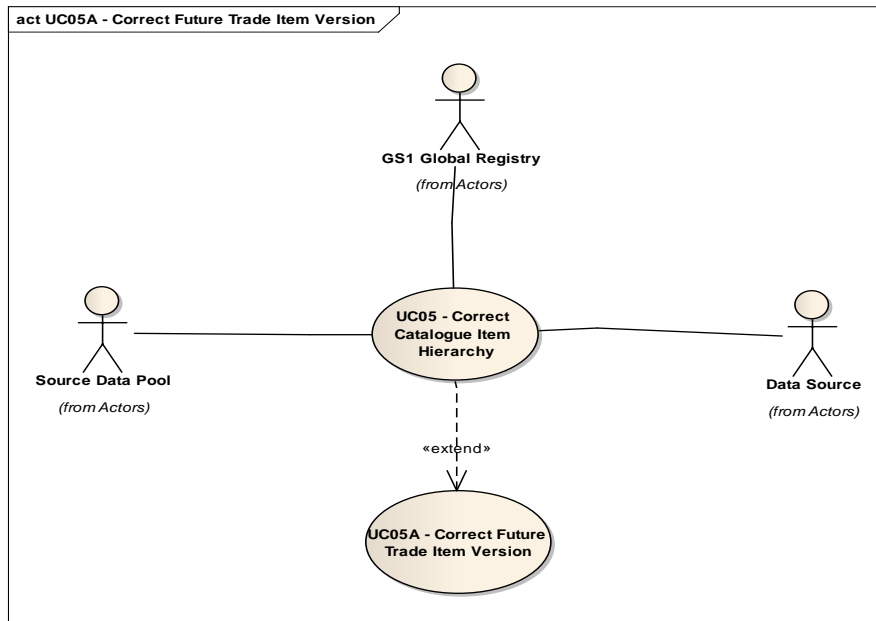 act UC05A - Correct Future Trade Item Version
GS1 Global Registry
(from Actors)
UC05 - Correct
Catalogue Item
Hierarchy
Source Data Pool
(from Actors)
Data Source
(from Actors)
«extend»
UC05A - Correct Future
Trade Item Version